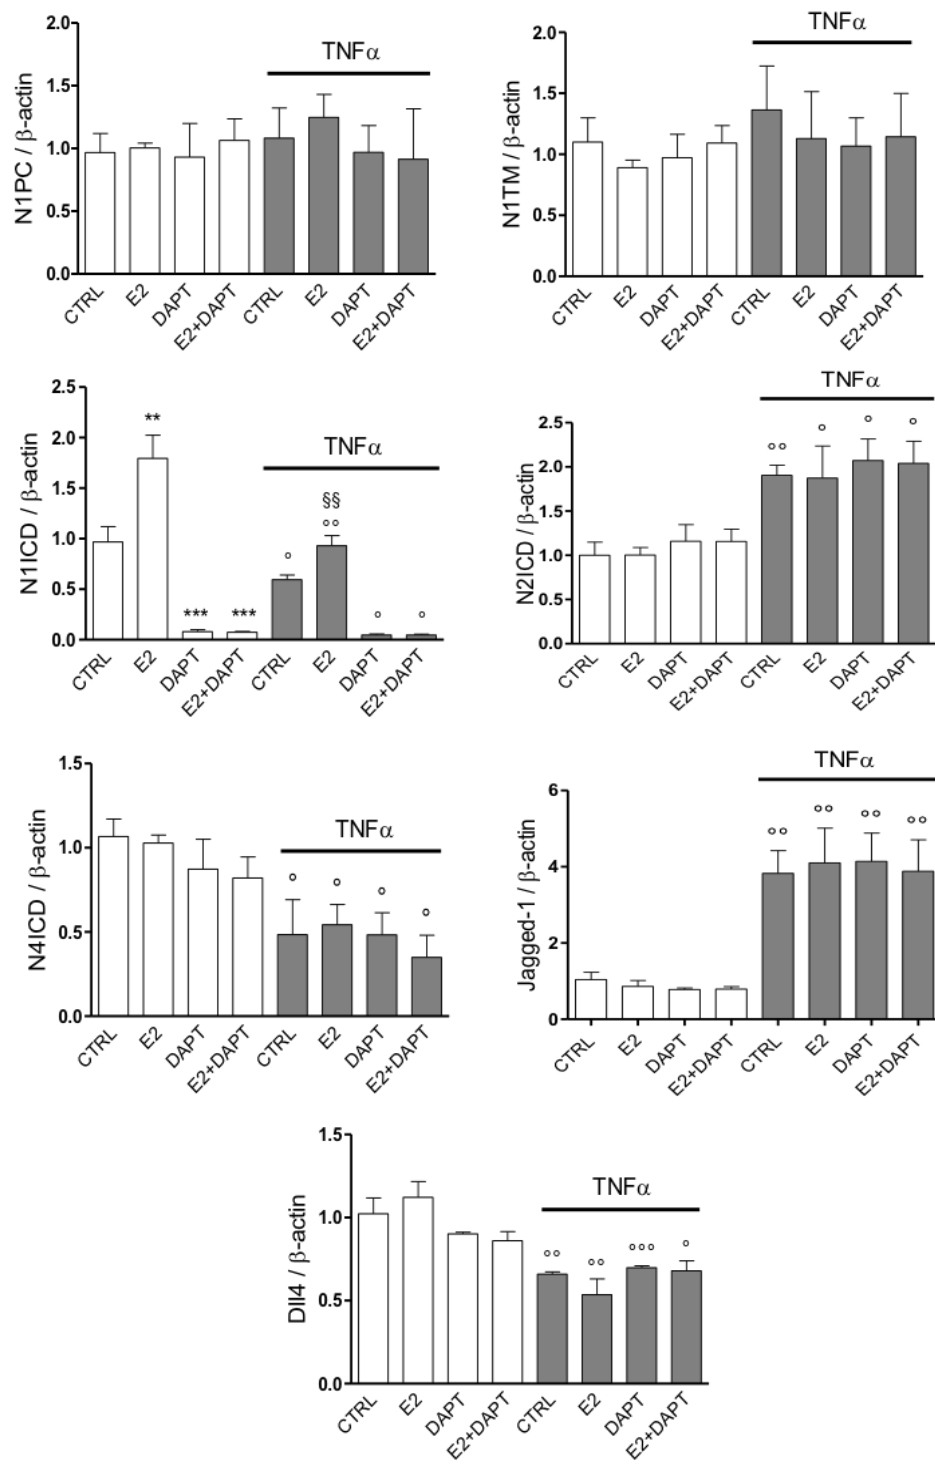 TNFα
N1PC / β-actin
2.0
1.5
1.0
0.5
0.0
CTRL E2 DAPT E2+DAPT CTRL E2 DAPT E2+DAPT
TNFα
N1TM / β-actin
2.0
1.5
1.0
0.5
0.0
CTRL E2 DAPT E2+DAPT CTRL E2 DAPT E2+DAPT
TNFα
N1ICD / β-actin
2.5
2.0
1.5
1.0
0.5
0.0
** *** *** ° §§ °° ° °
CTRL E2 DAPT E2+DAPT CTRL E2 DAPT E2+DAPT
TNFα
N2ICD / β-actin
2.5
2.0
1.5
1.0
0.5
0.0
°° ° ° °
CTRL E2 DAPT E2+DAPT CTRL E2 DAPT E2+DAPT
TNFα
N4ICD / β-actin
1.5
1.0
0.5
0.0
° ° ° °
CTRL E2 DAPT E2+DAPT CTRL E2 DAPT E2+DAPT
TNFα
Jagged-1 / β-actin
6
4
2
0
°° °° °° °°
CTRL E2 DAPT E2+DAPT CTRL E2 DAPT E2+DAPT
TNFα
Dll4 / β-actin
1.5
1.0
0.5
0.0
°° °° °°° °
CTRL E2 DAPT E2+DAPT CTRL E2 DAPT E2+DAPT